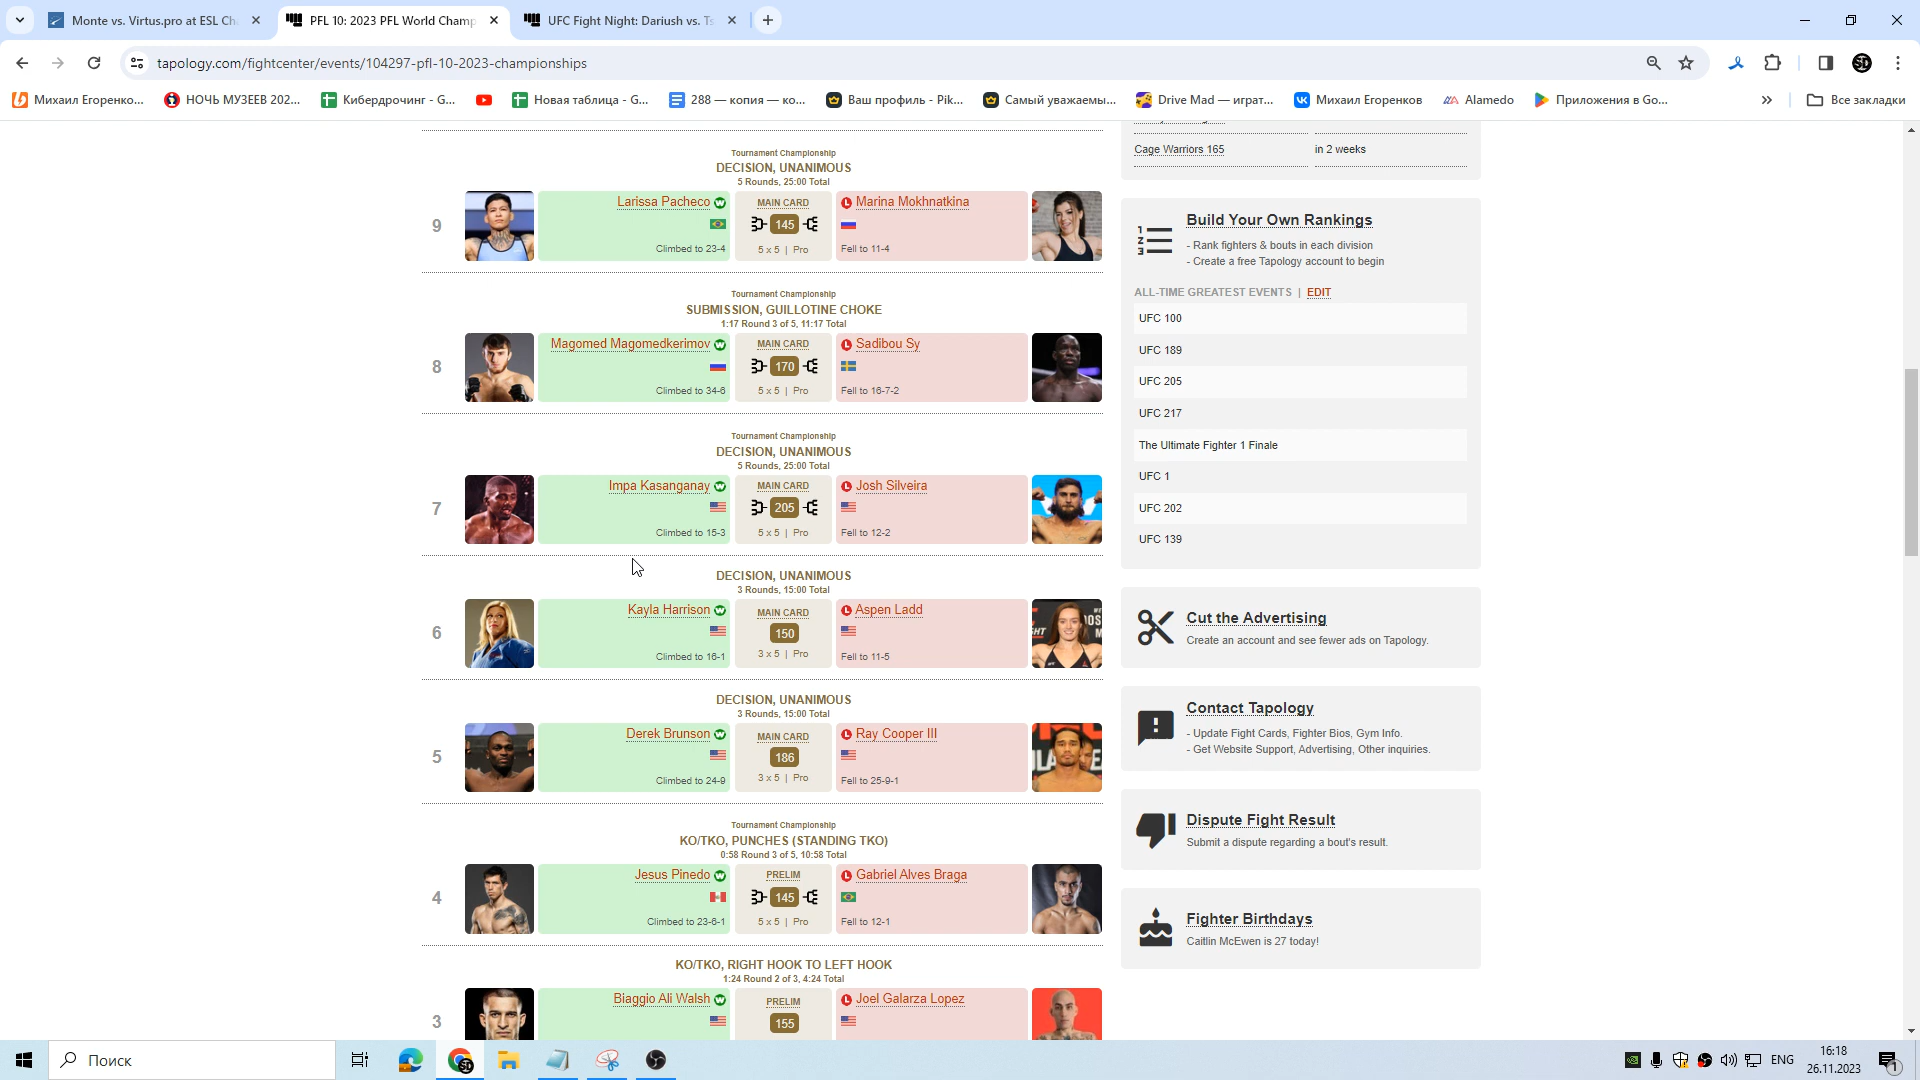 Monte vs. Virtus.pro at ESL Ch
PFL 10: 2023 PFL World Champ
UFC Fight Night: Dariush vs. Ts
tapology.com/fightcenter/events/104297-pfl-10-2023-championships
Михаил Егоренко...
НОЧЬ МУЗЕЕВ 202...
Кибердрочинг - G...
Новая таблица - G...
288 — копия — ко...
Ваш профиль - Pik...
Самый уважаемы...
Drive Mad — играт...
Михаил Егоренков
Alamedo
Приложения в Go...
»
Все закладки
Tournament Championship
DECISION, UNANIMOUS
5 Rounds, 25:00 Total
9
Larissa Pacheco W
Climbed to 23-4
MAIN CARD
145
5 x 5 | Pro
L Marina Mokhnatkina
Fell to 11-4
Tournament Championship
SUBMISSION, GUILLOTINE CHOKE
1:17 Round 3 of 5, 11:17 Total
8
Magomed Magomedkerimov W
Climbed to 34-6
MAIN CARD
170
5 x 5 | Pro
L Sadibou Sy
Fell to 16-7-2
Tournament Championship
DECISION, UNANIMOUS
5 Rounds, 25:00 Total
7
Impa Kasanganay W
Climbed to 15-3
MAIN CARD
205
5 x 5 | Pro
L Josh Silveira
Fell to 12-2
DECISION, UNANIMOUS
3 Rounds, 15:00 Total
6
Kayla Harrison W
Climbed to 16-1
MAIN CARD
150
3 x 5 | Pro
L Aspen Ladd
Fell to 11-5
DECISION, UNANIMOUS
3 Rounds, 15:00 Total
5
Derek Brunson W
Climbed to 24-9
MAIN CARD
186
3 x 5 | Pro
L Ray Cooper III
Fell to 25-9-1
Tournament Championship
KO/TKO, PUNCHES (STANDING TKO)
0:58 Round 3 of 5, 10:58 Total
4
Jesus Pinedo W
Climbed to 23-6-1
PRELIM
145
5 x 5 | Pro
L Gabriel Alves Braga
Fell to 12-1
KO/TKO, RIGHT HOOK TO LEFT HOOK
1:24 Round 2 of 3, 4:24 Total
3
Biaggio Ali Walsh W
PRELIM
155
L Joel Galarza Lopez
Cage Warriors 165
in 2 weeks
Build Your Own Rankings
- Rank fighters & bouts in each division
- Create a free Tapology account to begin
ALL-TIME GREATEST EVENTS | EDIT
UFC 100
UFC 189
UFC 205
UFC 217
The Ultimate Fighter 1 Finale
UFC 1
UFC 202
UFC 139
Cut the Advertising
Create an account and see fewer ads on Tapology.
Contact Tapology
- Update Fight Cards, Fighter Bios, Gym Info.
- Get Website Support, Advertising, Other inquiries.
Dispute Fight Result
Submit a dispute regarding a bout's result.
Fighter Birthdays
Caitlin McEwen is 27 today!
Поиск
ENG
16:18
26.11.2023
1